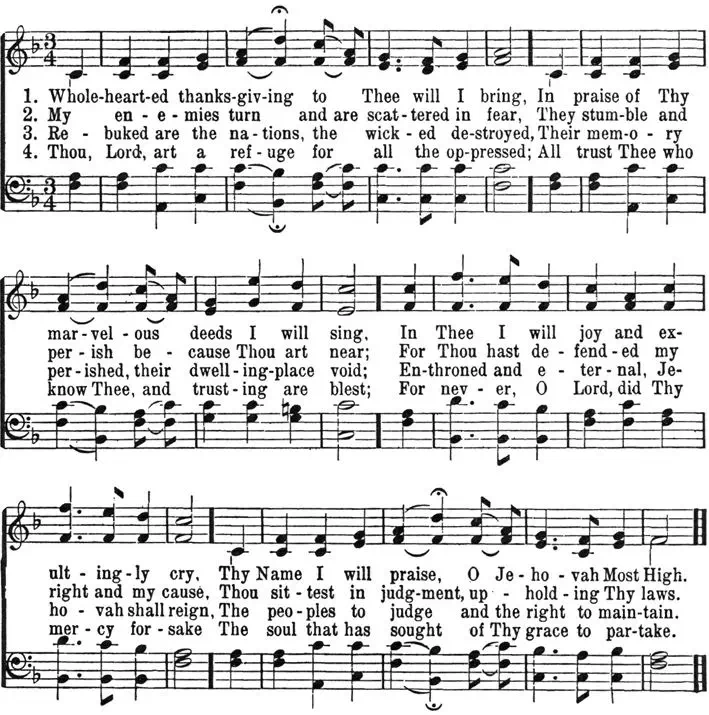 3
4
1. Whole-heart-ed thanks-giv-ing to Thee will I bring, In praise of Thy
2. My en - e - mies turn and are scat-tered in fear, They stum-ble and
3. Re - buked are the na - tions, the wick - ed de-stroyed, Their mem-o - ry
4. Thou, Lord, art a ref - uge for all the op-pressed; All trust Thee who
3
4
mar - vel - ous deeds I will sing, In Thee I will joy and ex-
per - ish be - cause Thou art near; For Thou hast de - fend - ed my
per - ished, their dwell - ing-place void; En-throned and e - ter - nal, Je-
know Thee, and trust - ing are blest; For nev - er, O Lord, did Thy
ult - ing - ly cry, Thy Name I will praise, O Je - ho - vah Most High.
right and my cause, Thou sit - test in judg-ment, up - hold - ing Thy laws.
ho - vah shall reign, The peo - ples to judge and the right to main - tain.
mer - cy for - sake The soul that has sought of Thy grace to par - take.